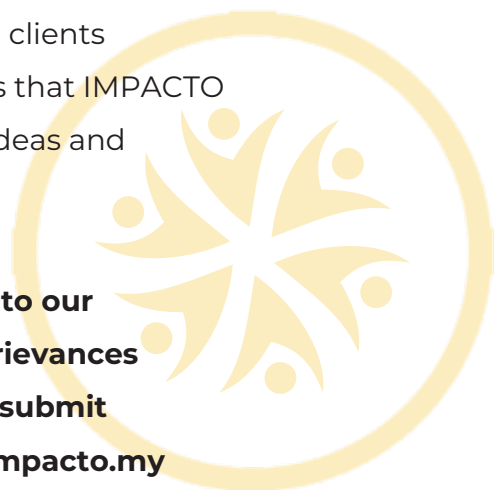 clients
s that IMPACTO
deas and
to our
rievances
submit
mpacto.my